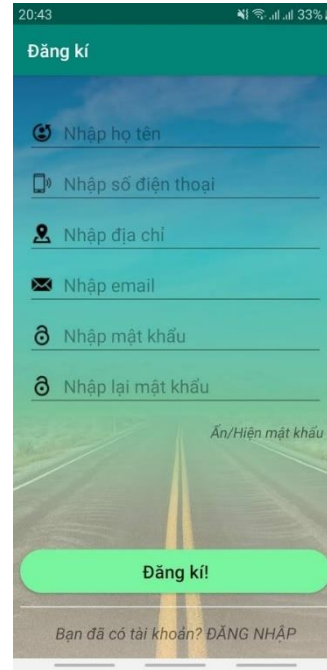 20:43
33%
Đăng kí
Nhập họ tên
Nhập số điện thoại
Nhập địa chỉ
Nhập email
Nhập mật khẩu
Nhập lại mật khẩu
Ẩn/Hiện mật khẩu
Đăng kí!
Bạn đã có tài khoản? ĐĂNG NHẬP